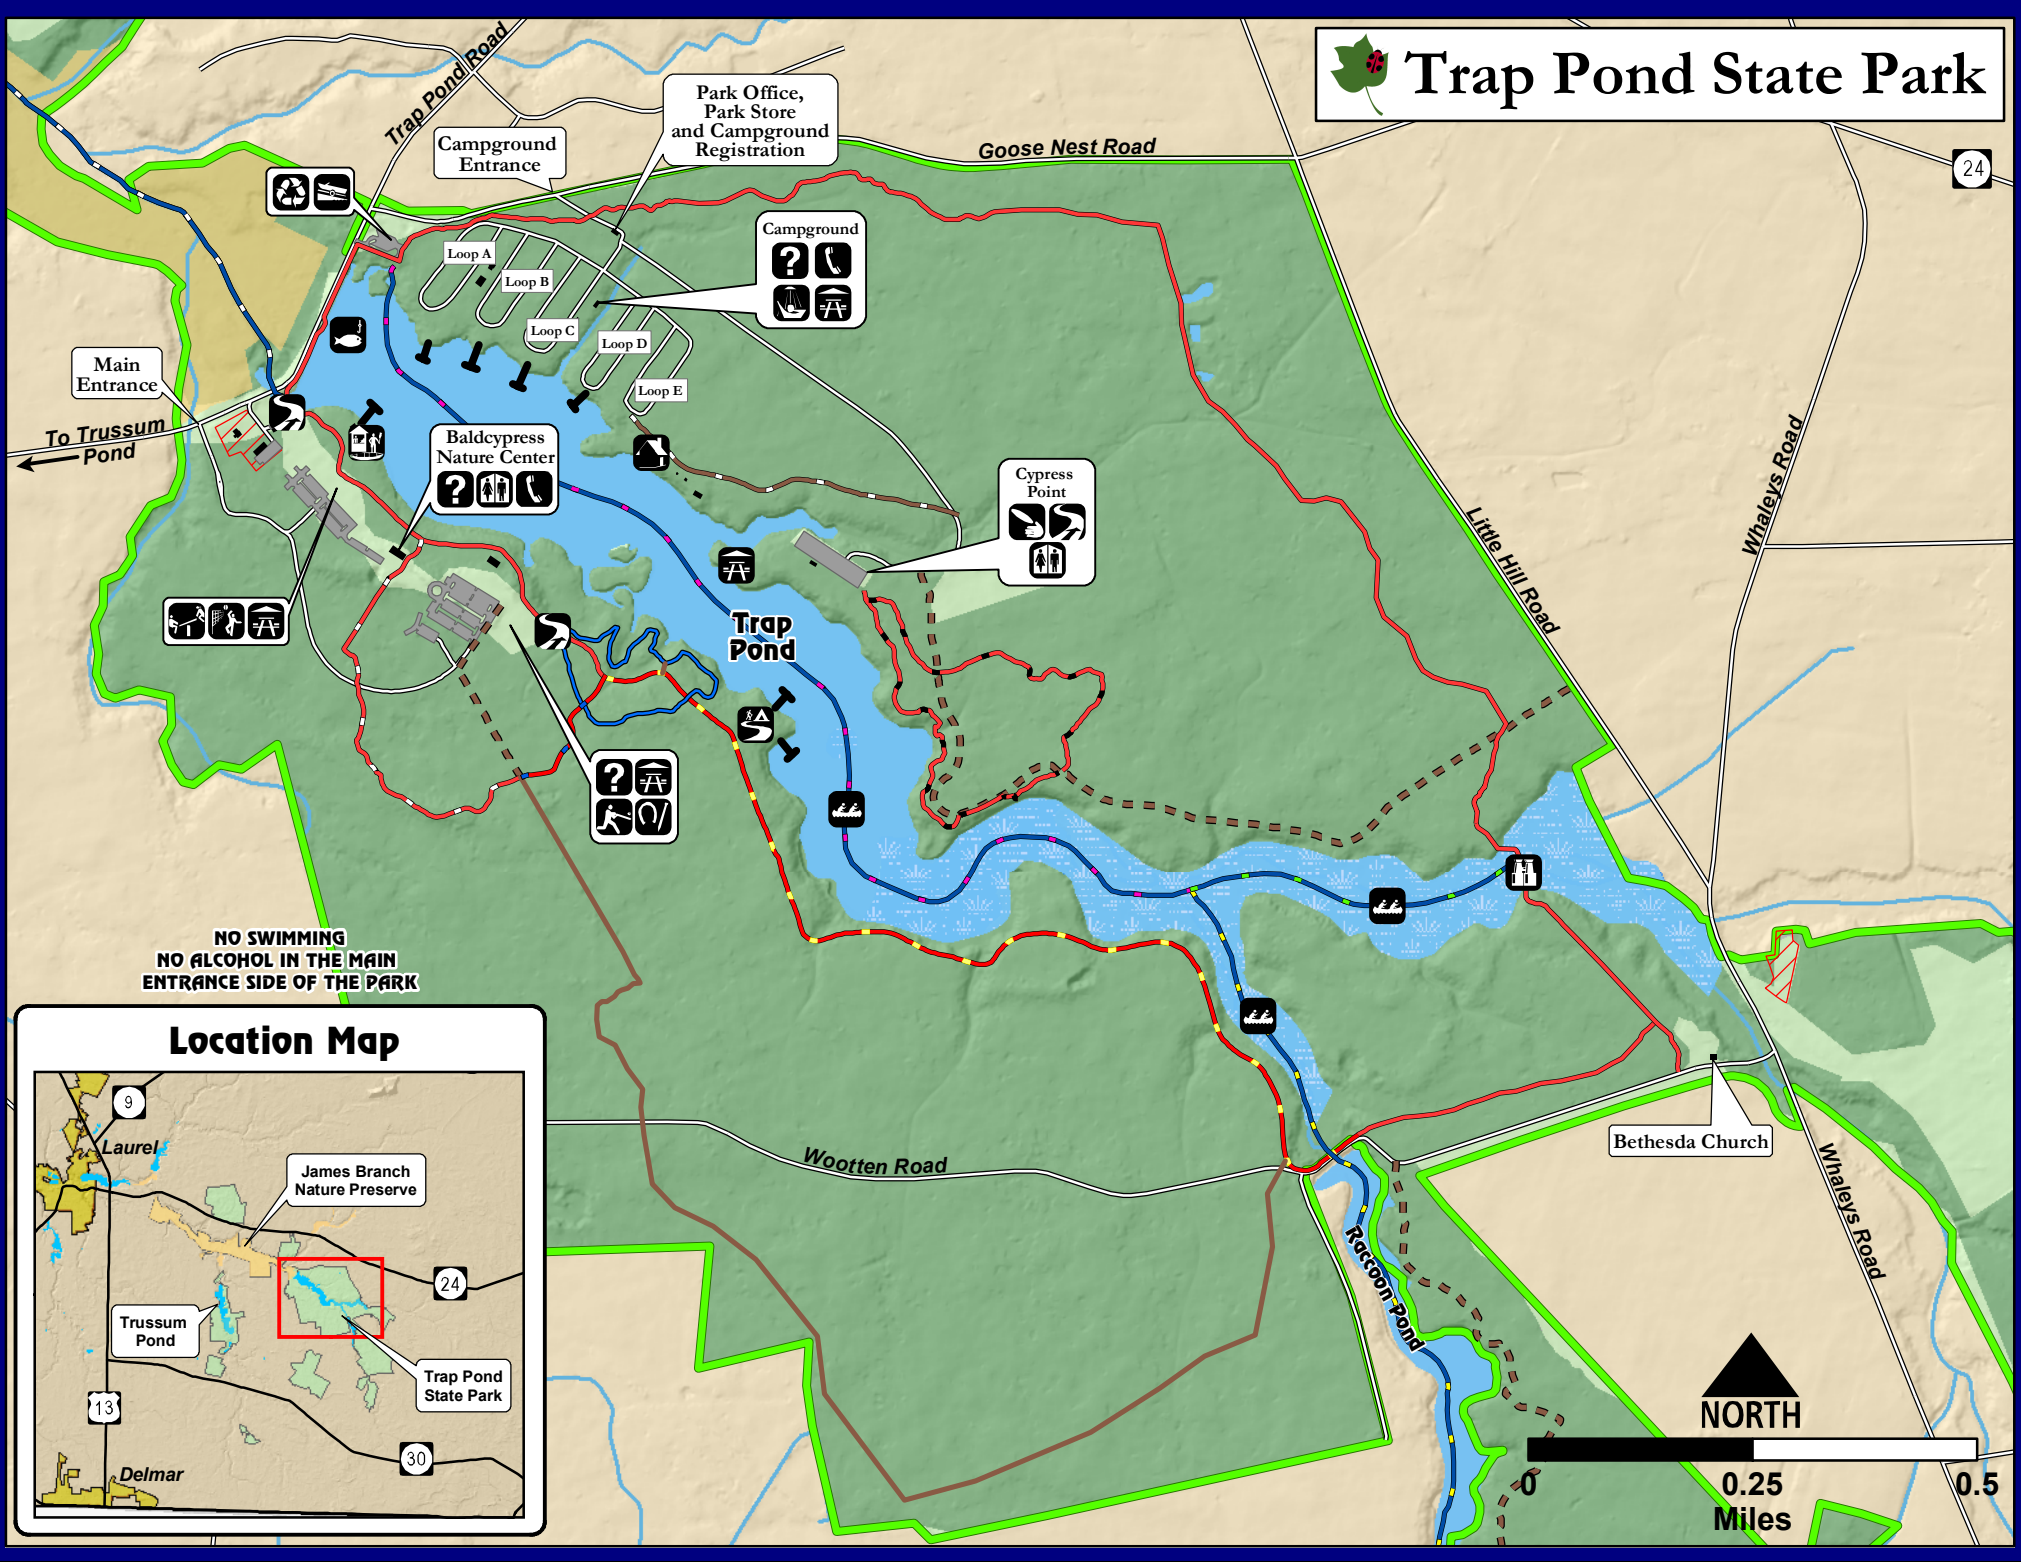 Trap Pond State Park
Trap Pond Road
Park Office,
Park Store
and Campground
Registration
Campground
Entrance
Goose Nest Road
24
Campground
Loop A
Loop B
Loop C
Loop D
Loop E
Main
Entrance
To Trussum
Pond
Baldcypress
Nature Center
Cypress
Point
Little Hill Road
Whaleys Road
Trap
Pond
NO SWIMMING
NO ALCOHOL IN THE MAIN
ENTRANCE SIDE OF THE PARK
Bethesda Church
Wootten Road
Whaleys Road
Raccoon Pond
NORTH
0
0.25
0.5
Miles
Location Map
9
Laurel
James Branch
Nature Preserve
24
Trussum
Pond
Trap Pond
State Park
13
30
Delmar